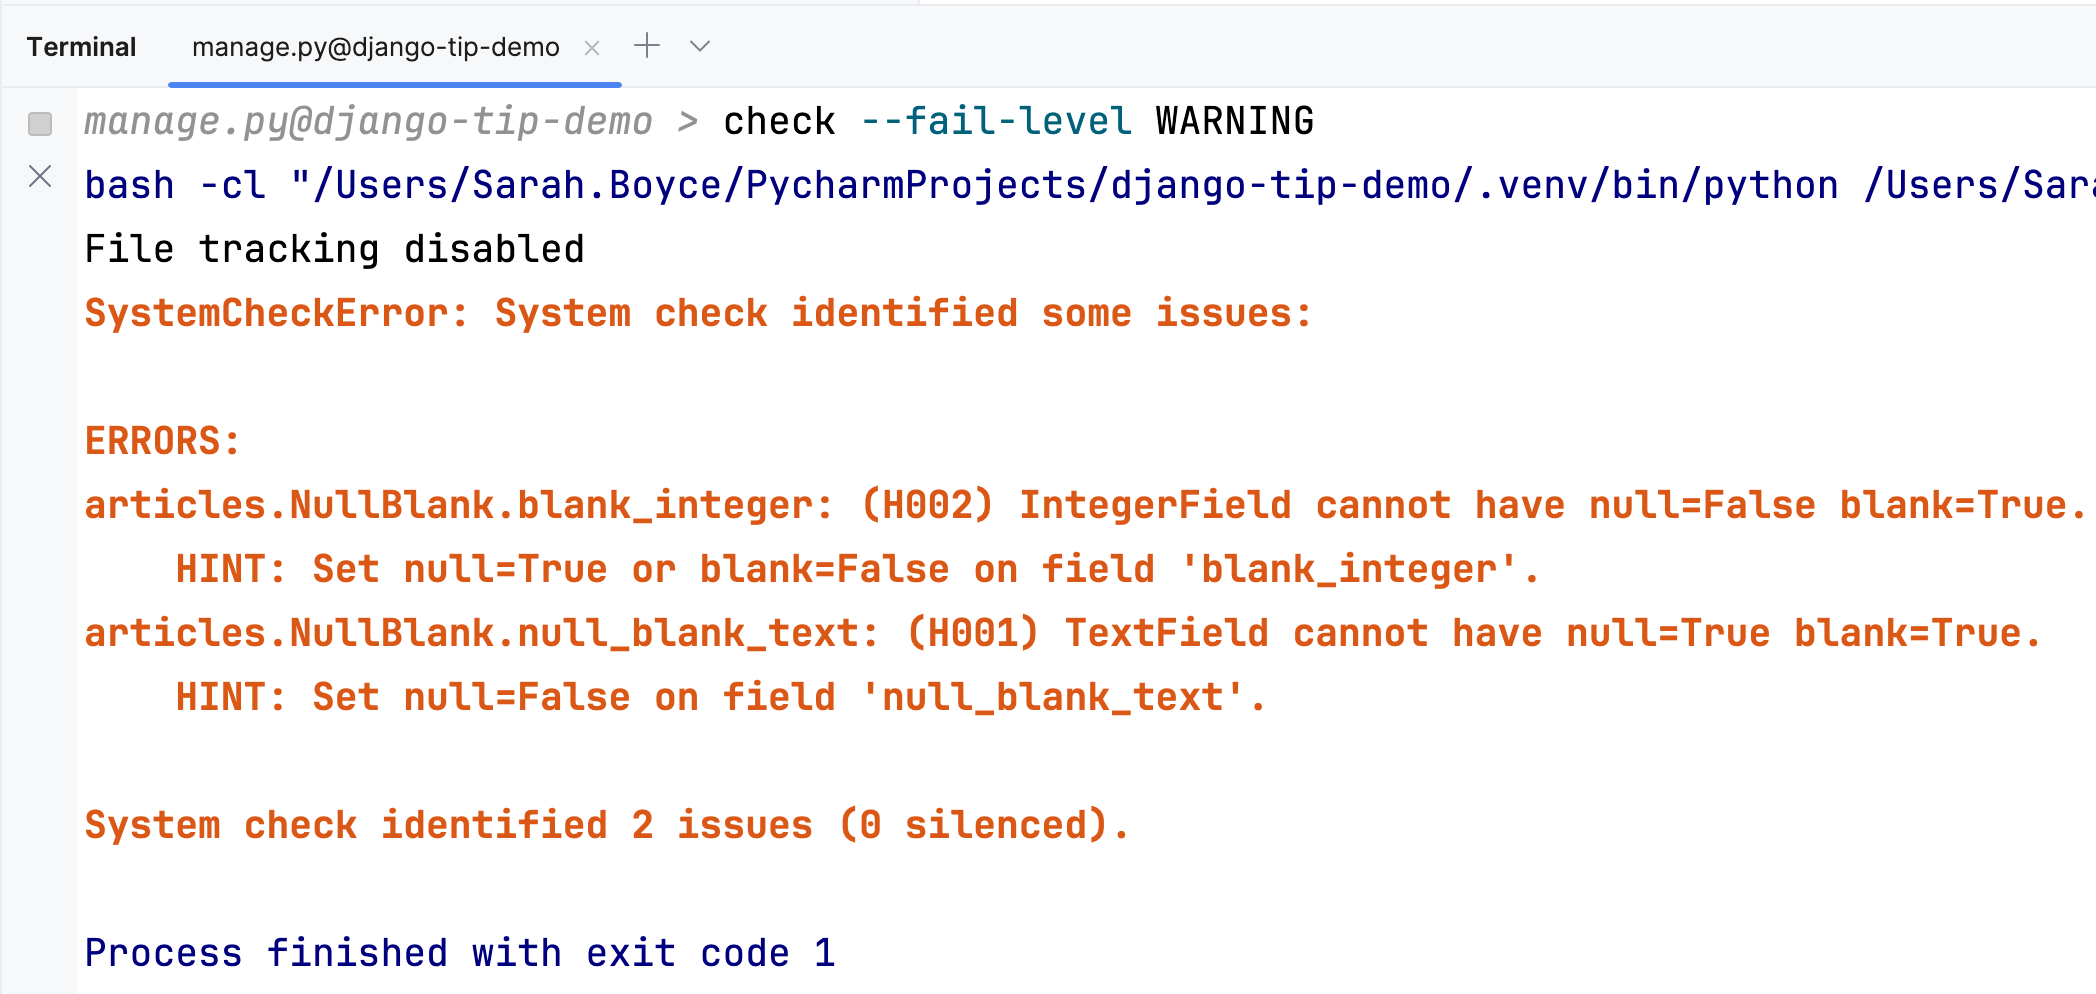 Terminal manage.py@django-tip-demo
manage.py@django-tip-demo > check --fail-level WARNING
bash -cl "/Users/Sarah.Boyce/PycharmProjects/django-tip-demo/.venv/bin/python /Users/Sara
File tracking disabled
SystemCheckError: System check identified some issues:
ERRORS:
articles.NullBlank.blank_integer: (H002) IntegerField cannot have null=False blank=True.
HINT: Set null=True or blank=False on field 'blank_integer'.
articles.NullBlank.null_blank_text: (H001) TextField cannot have null=True blank=True.
HINT: Set null=False on field 'null_blank_text'.
System check identified 2 issues (0 silenced).
Process finished with exit code 1